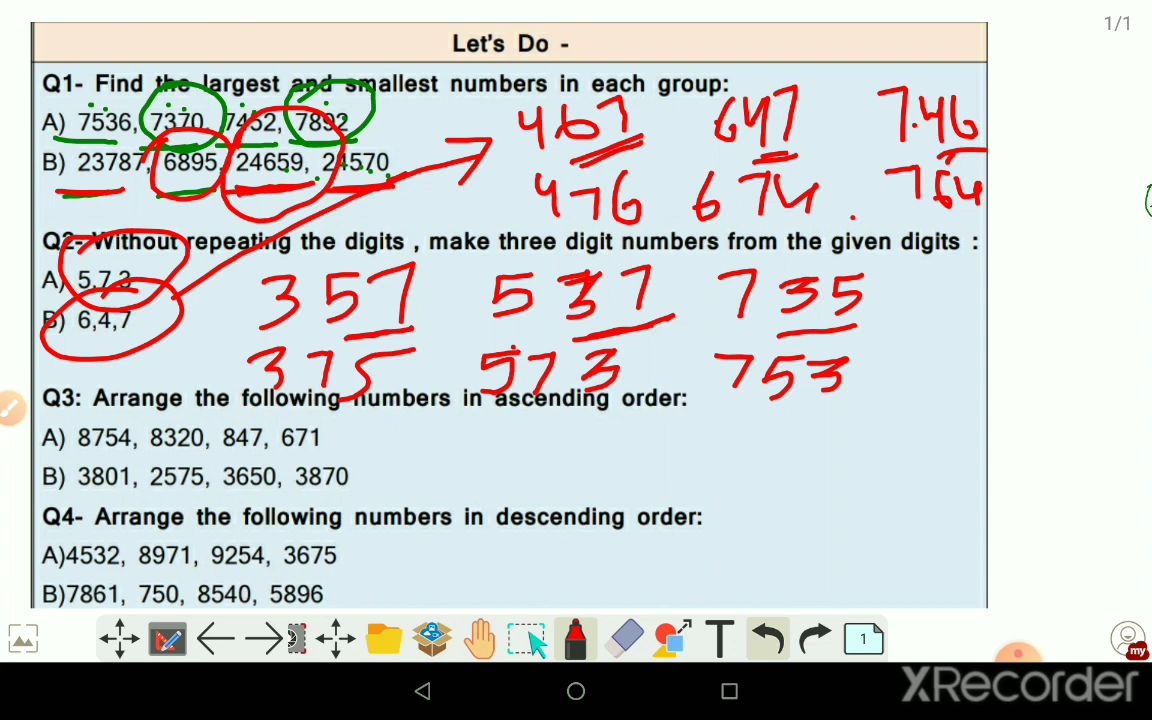 1/1
Let's Do -
Q1- Find the largest and smallest numbers in each group:
A) 7536, 7370, 7452, 7892
B) 23787, 6895, 24659, 24570
467 647 746
476 674 764
Q2- Without repeating the digits , make three digit numbers from the given digits :
A) 5,7,3
B) 6,4,7
357 537 735
375 573 753
Q3: Arrange the following numbers in ascending order:
A) 8754, 8320, 847, 671
B) 3801, 2575, 3650, 3870
Q4- Arrange the following numbers in descending order:
A)4532, 8971, 9254, 3675
B)7861, 750, 8540, 5896
T 1 my
XRecorder